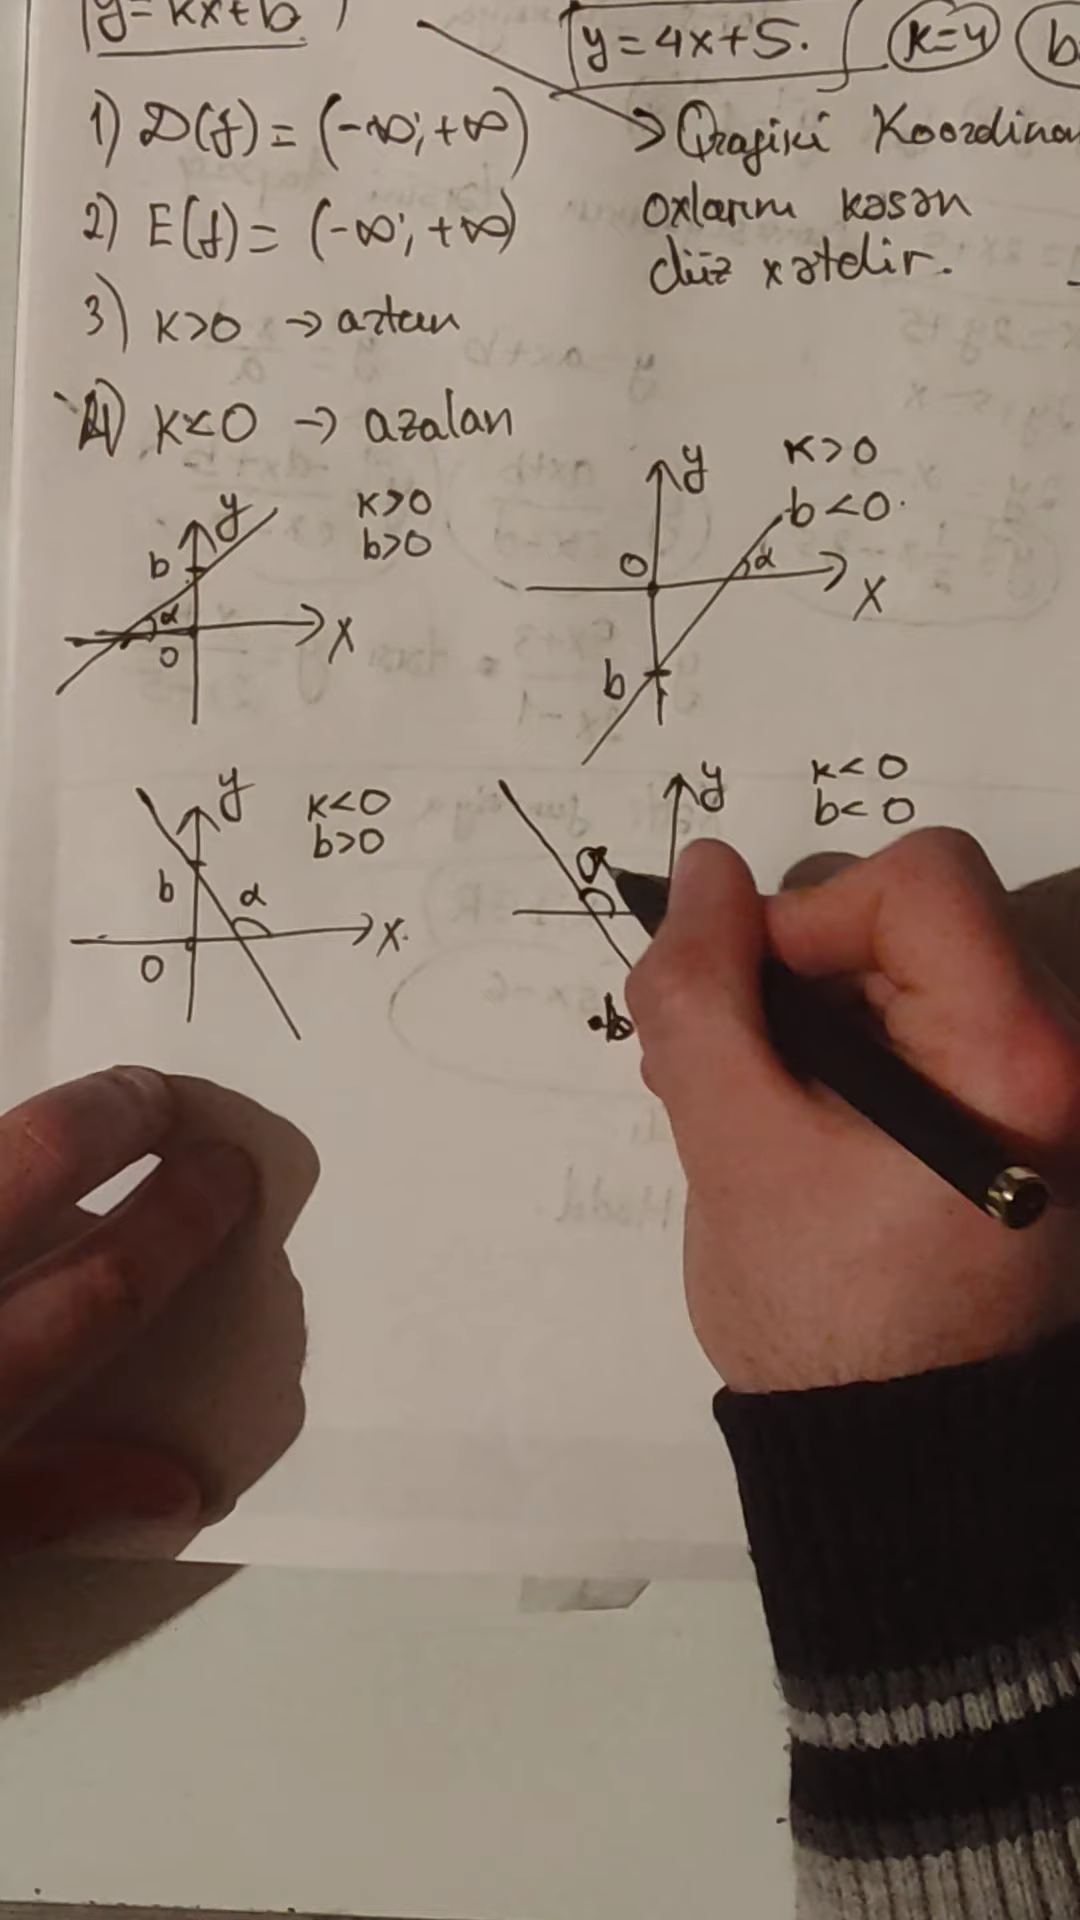 y = kx + b
y = 4x + 5.
k = 4
b
1) D(f) = (-∞; +∞)
→ Qrafiki Koordina
oxlarını kəsən
düz xətdir.
2) E(f) = (-∞; +∞)
3) k > 0 → artan
4) k < 0 → azalan
y
k > 0
b > 0
b
α
0
x
y
k > 0
b < 0.
0
α
x
b
y
k < 0
b > 0
b
α
x.
0
y
k < 0
b < 0
α
b